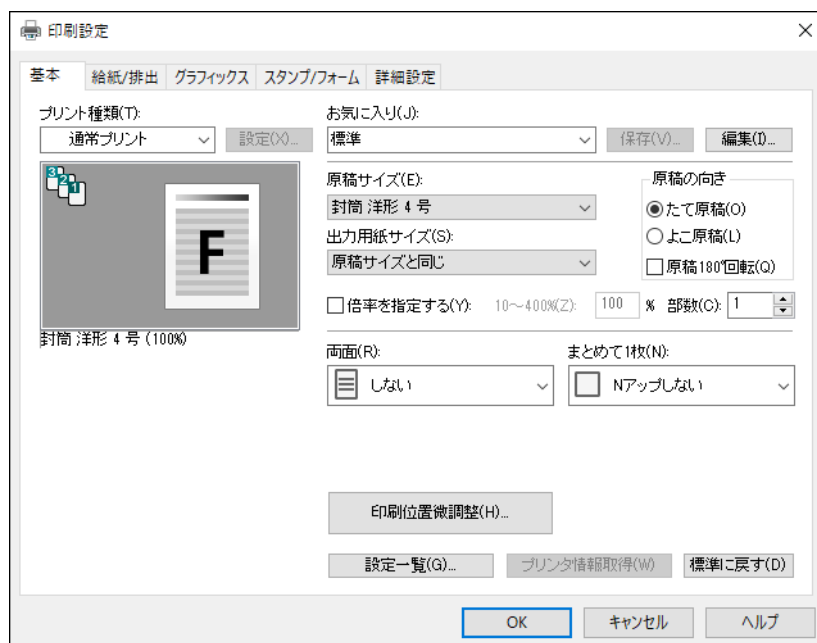 印刷設定
基本 給紙/排出 グラフィックス スタンプ/フォーム 詳細設定
プリント種類(T):
通常プリント 設定(X)...
お気に入り(J):
標準 保存(V)... 編集(I)...
321
F
封筒 洋形 4 号 (100%)
原稿サイズ(E):
封筒 洋形 4 号
出力用紙サイズ(S):
原稿サイズと同じ
原稿の向き
たて原稿(O)
よこ原稿(L)
原稿180°回転(Q)
倍率を指定する(Y): 10～400%(Z): 100 % 部数(C): 1
両面(R):
しない
まとめて1枚(N):
Nアップしない
印刷位置微調整(H)...
設定一覧(G)... プリンタ情報取得(W) 標準に戻す(D)
OK キャンセル ヘルプ